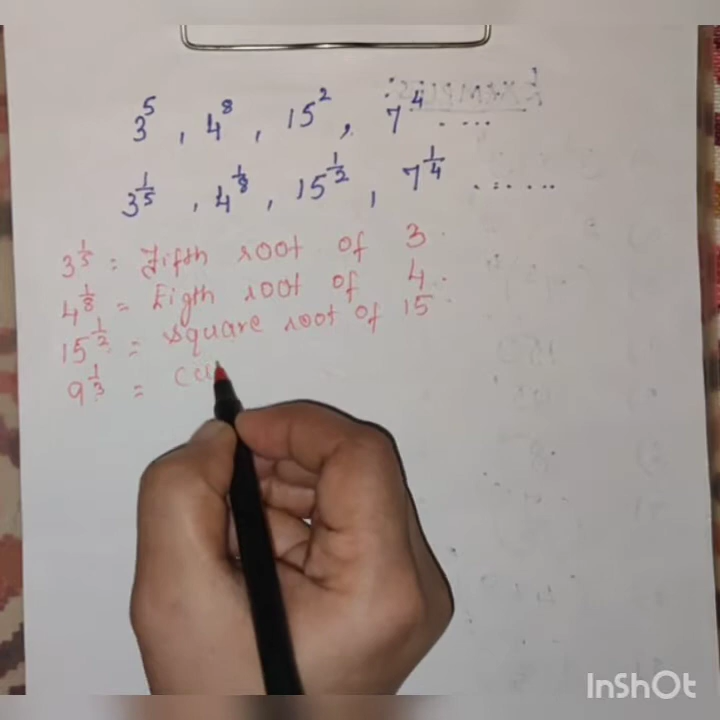 3^5 , 4^8 , 15^2 , 7^4 ....
3^1/5 , 4^1/8 , 15^1/2 , 7^1/4 .......
3^1/5 = Fifth root of 3.
4^1/8 = Eigth root of 4.
15^1/2 = square root of 15.
9^1/3 = cu
InShOt